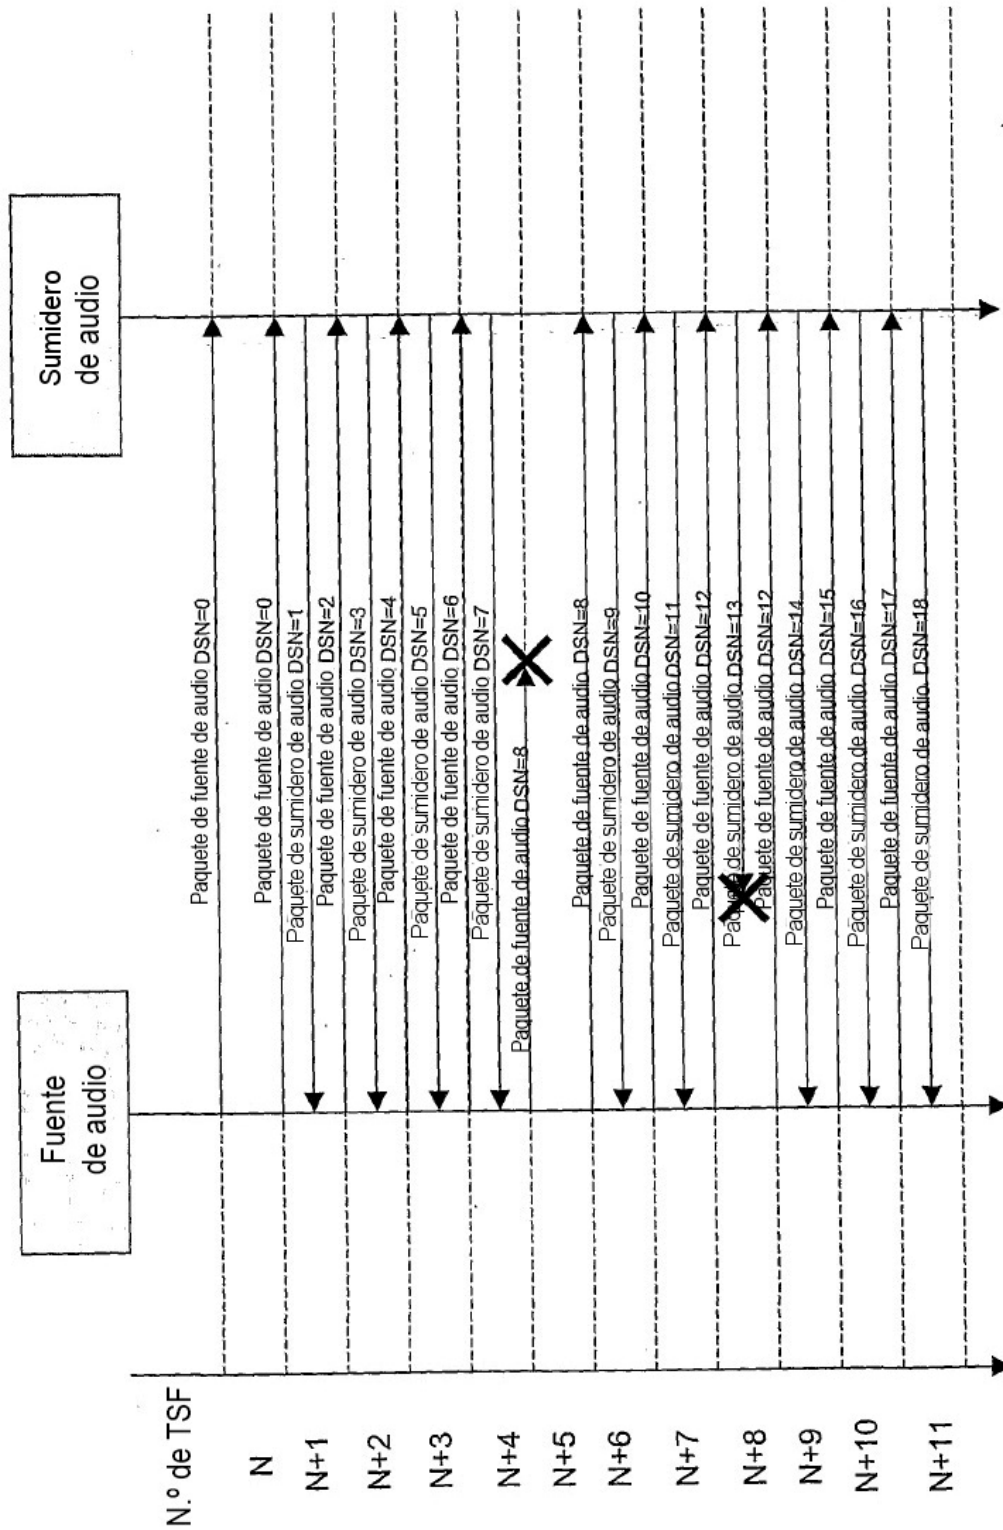 Fuente
de audio
Sumidero
de audio
N.º de TSF
N
N+1
N+2
N+3
N+4
N+5
N+6
N+7
N+8
N+9
N+10
N+11
Paquete de fuente de audio DSN=0
Paquete de fuente de audio DSN=0
Paquete de sumidero de audio DSN=1
Paquete de fuente de audio DSN=2
Paquete de sumidero de audio DSN=3
Paquete de fuente de audio DSN=4
Paquete de sumidero de audio DSN=5
Paquete de fuente de audio DSN=6
Paquete de sumidero de audio DSN=7
Paquete de fuente de audio DSN=8
Paquete de fuente de audio DSN=8
Paquete de sumidero de audio DSN=9
Paquete de fuente de audio DSN=10
Paquete de sumidero de audio DSN=11
Paquete de fuente de audio DSN=12
Paquete de sumidero de audio DSN=13
Paquete de fuente de audio DSN=12
Paquete de sumidero de audio DSN=14
Paquete de fuente de audio DSN=15
Paquete de sumidero de audio DSN=16
Paquete de fuente de audio DSN=17
Paquete de sumidero de audio DSN=18